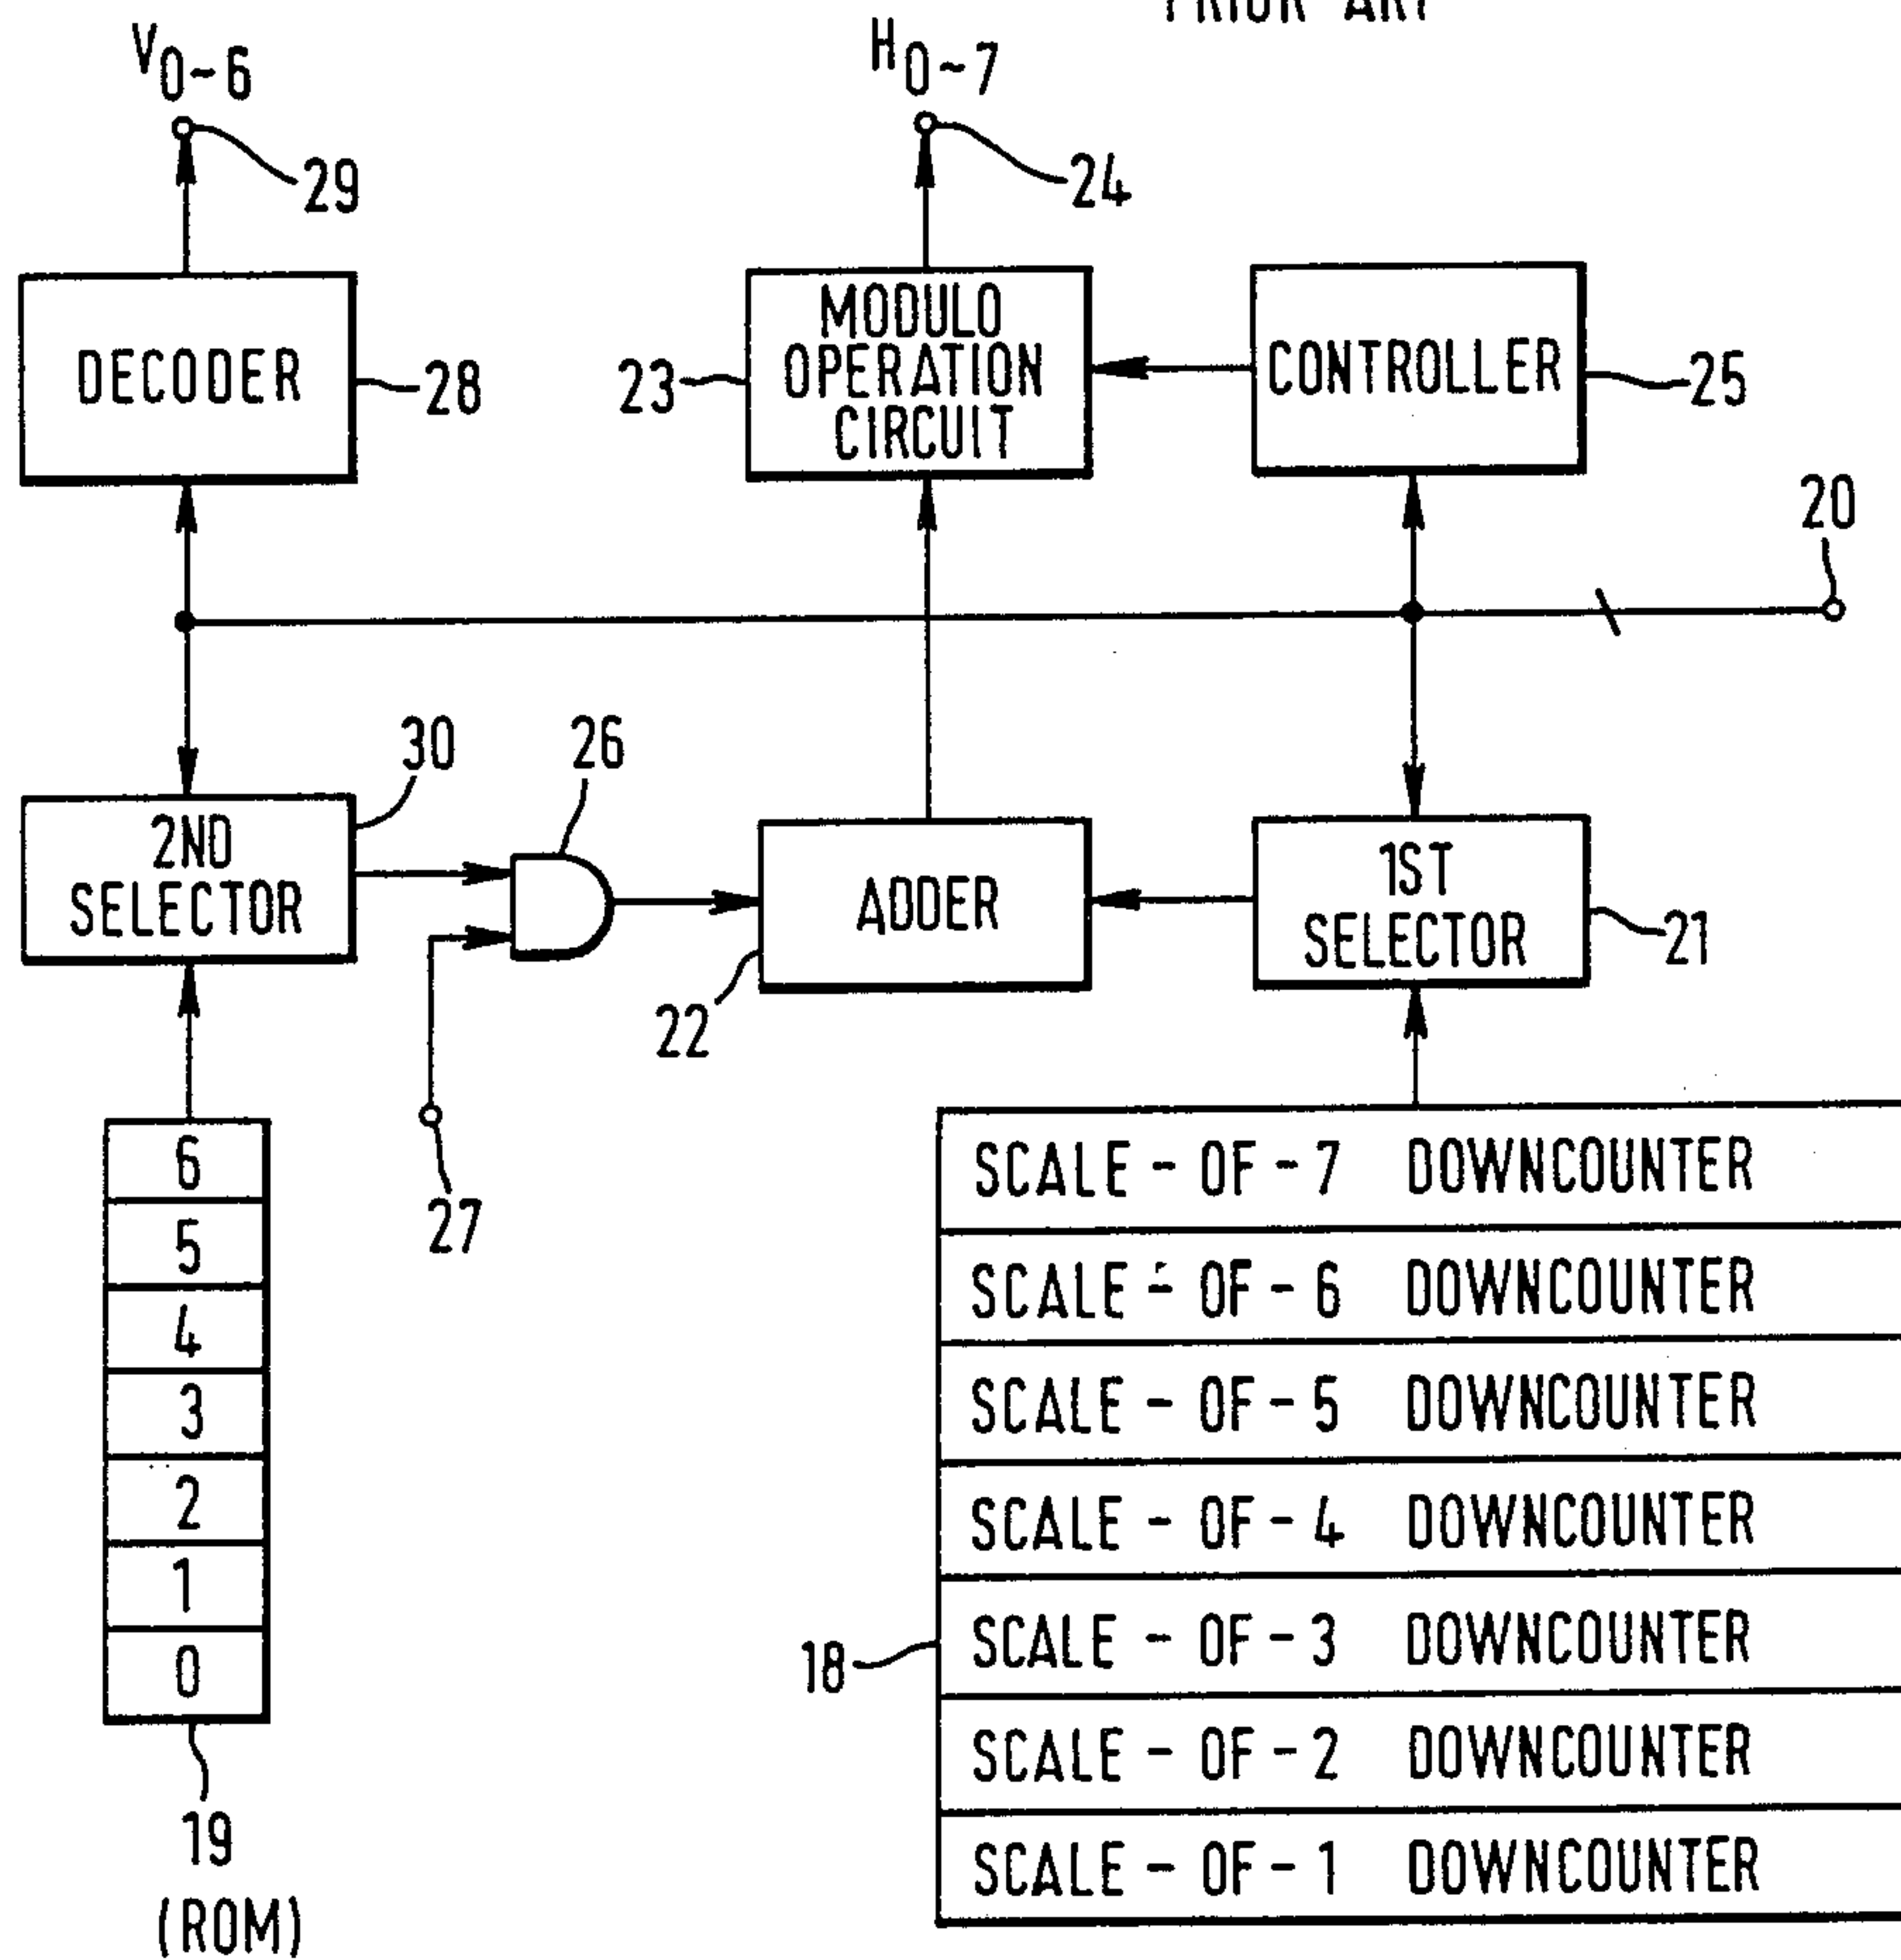 PRIOR ART
V0~6
H0~7
29
24
DECODER
28
23
MODULO
OPERATION
CIRCUIT
CONTROLLER
25
20
2ND
SELECTOR
30
26
ADDER
22
1ST
SELECTOR
21
27
6
5
4
3
2
1
0
19
(ROM)
18
SCALE - OF - 7 DOWNCOUNTER
SCALE - OF - 6 DOWNCOUNTER
SCALE - OF - 5 DOWNCOUNTER
SCALE - OF - 4 DOWNCOUNTER
SCALE - OF - 3 DOWNCOUNTER
SCALE - OF - 2 DOWNCOUNTER
SCALE - OF - 1 DOWNCOUNTER